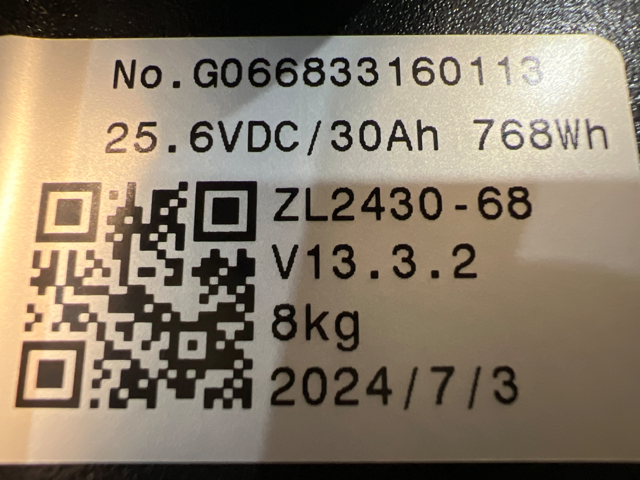 No.G066833160113
25.6VDC/30Ah 768Wh
ZL2430-68
V13.3.2
8kg
2024/7/3